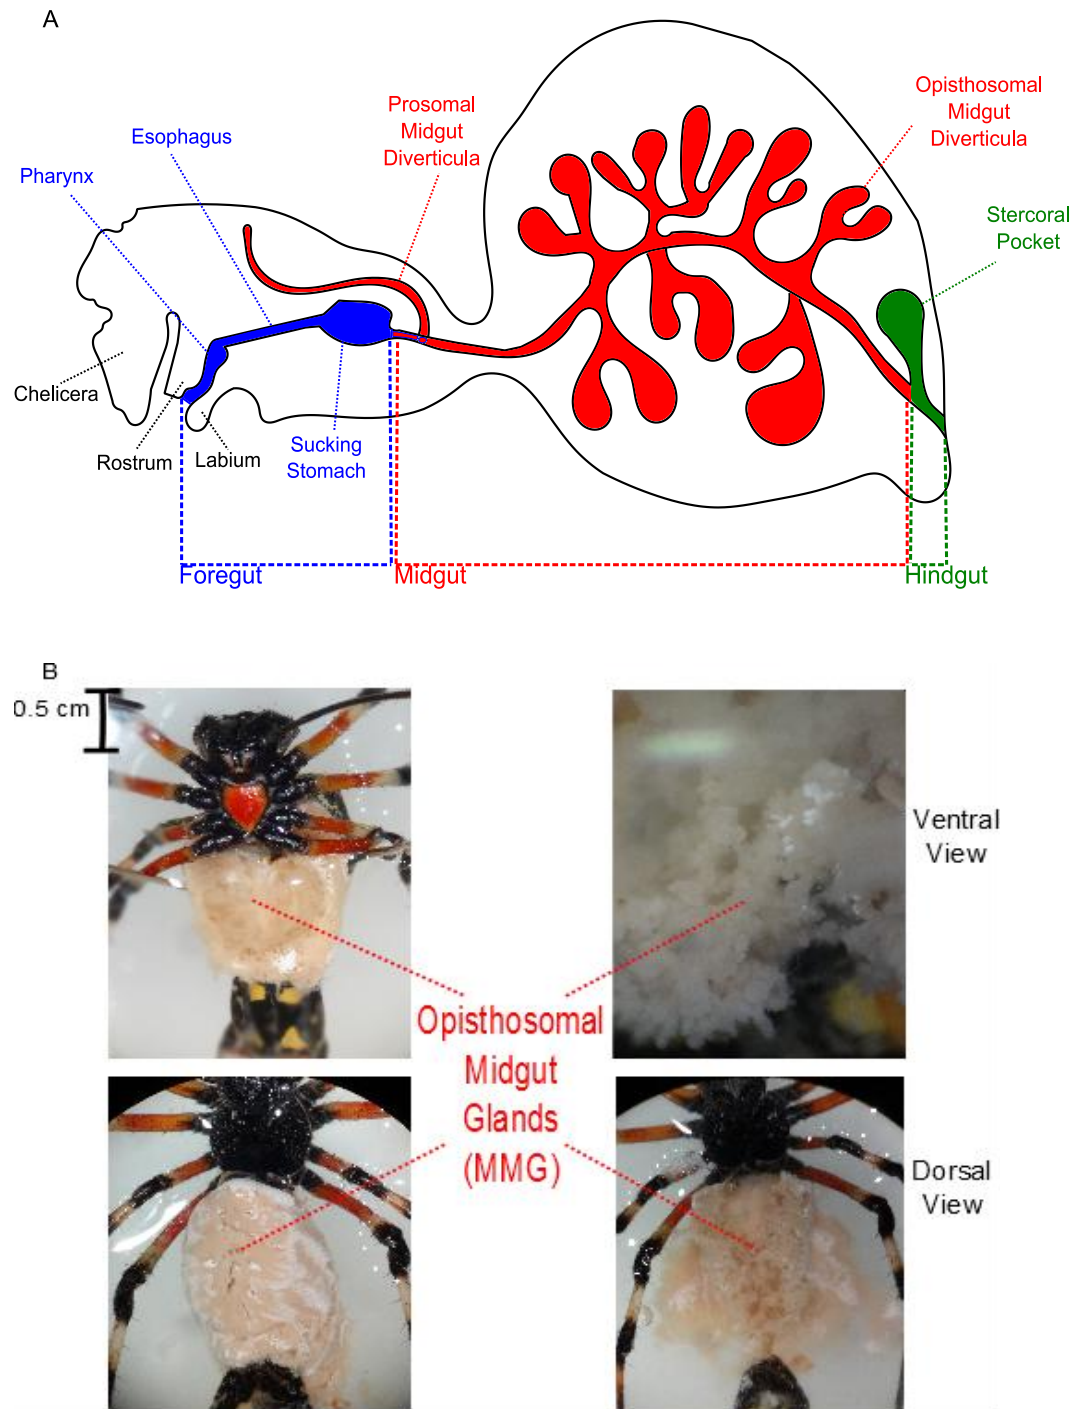 A
Opisthosomal
Midgut
Diverticula
Prosomal
Midgut
Diverticula
Esophagus
Pharynx
Stercoral
Pocket
Chelicera
Rostrum
Labium
Sucking
Stomach
Foregut
Midgut
Hindgut
B
0.5 cm
Ventral
View
Opisthosomal
Midgut
Glands
(MMG)
Dorsal
View